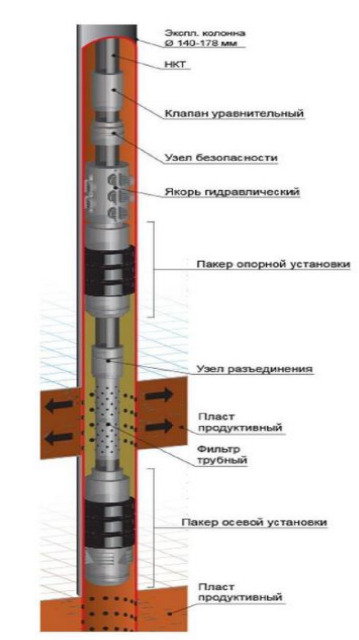 Экспл. колонна
Ø 140-178 мм
НКТ
Клапан уравнительный
Узел безопасности
Якорь гидравлический
Пакер опорной установки
Узел разъединения
Пласт
продуктивный
Фильтр
трубный
Пакер осевой установки
Пласт
продуктивный